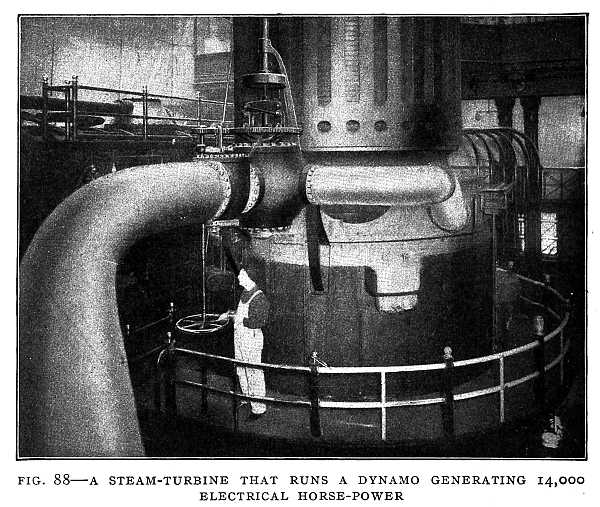 FIG. 88—A STEAM-TURBINE THAT RUNS A DYNAMO GENERATING 14,000
ELECTRICAL HORSE-POWER